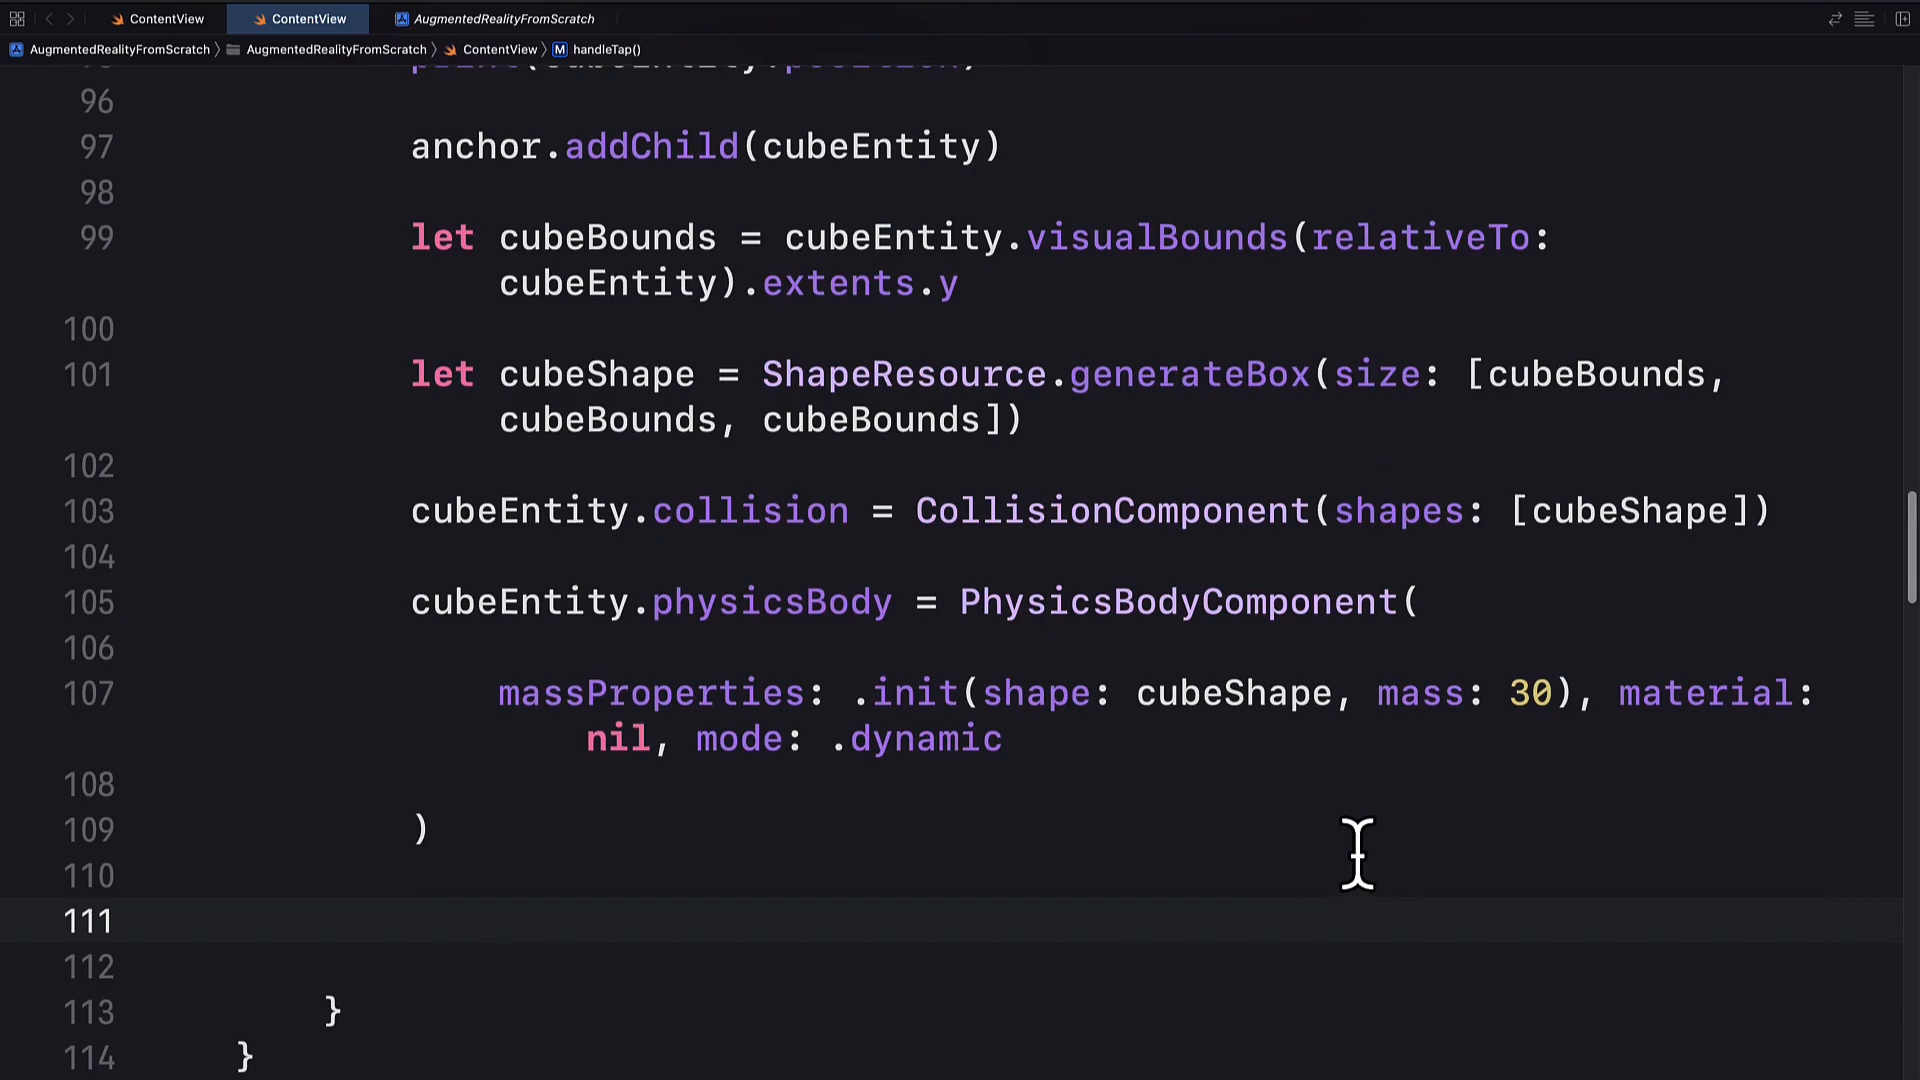 ContentView ContentView AugmentedRealityFromScratch
AugmentedRealityFromScratch AugmentedRealityFromScratch ContentView M handleTap()
96
97 anchor.addChild(cubeEntity)
98
99 let cubeBounds = cubeEntity.visualBounds(relativeTo:
cubeEntity).extents.y
100
101 let cubeShape = ShapeResource.generateBox(size: [cubeBounds,
cubeBounds, cubeBounds])
102
103 cubeEntity.collision = CollisionComponent(shapes: [cubeShape])
104
105 cubeEntity.physicsBody = PhysicsBodyComponent(
106
107 massProperties: .init(shape: cubeShape, mass: 30), material:
nil, mode: .dynamic
108
109 )
110
111
112
113 }
114 }